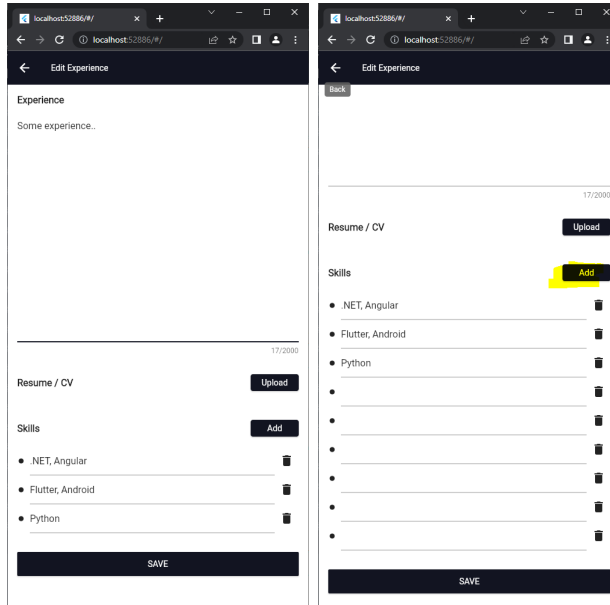 localhost:52886/#/
localhost:52886/#/
Edit Experience
Experience
Some experience..
17/2000
Resume / CV
Upload
Skills
Add
.NET, Angular
Flutter, Android
Python
SAVE
localhost:52886/#/
localhost:52886/#/
Edit Experience
Back
17/2000
Resume / CV
Upload
Skills
Add
.NET, Angular
Flutter, Android
Python
SAVE